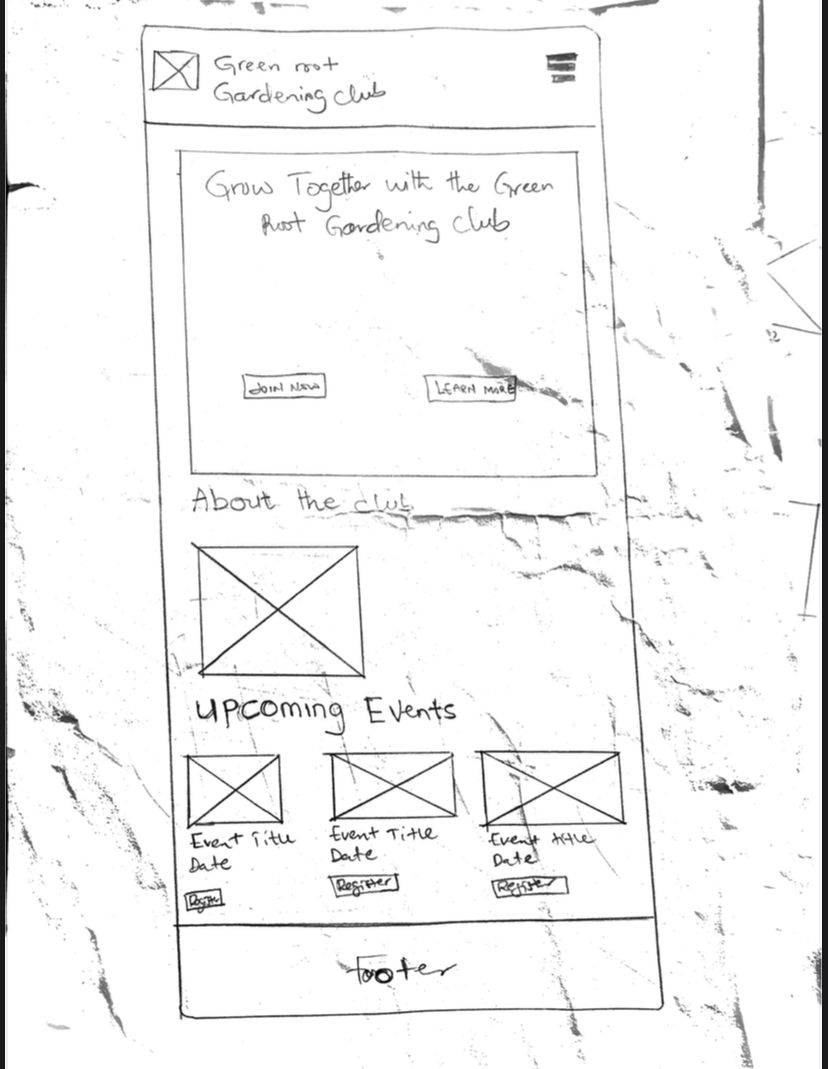 Green root
Gardening club
Grow Together with the Green
Root Gardening club
JOIN NOW
LEARN MORE
About the club
Upcoming Events
Event Title
Date
Register
Event Title
Date
Register
Event title
Date
Register
Footer